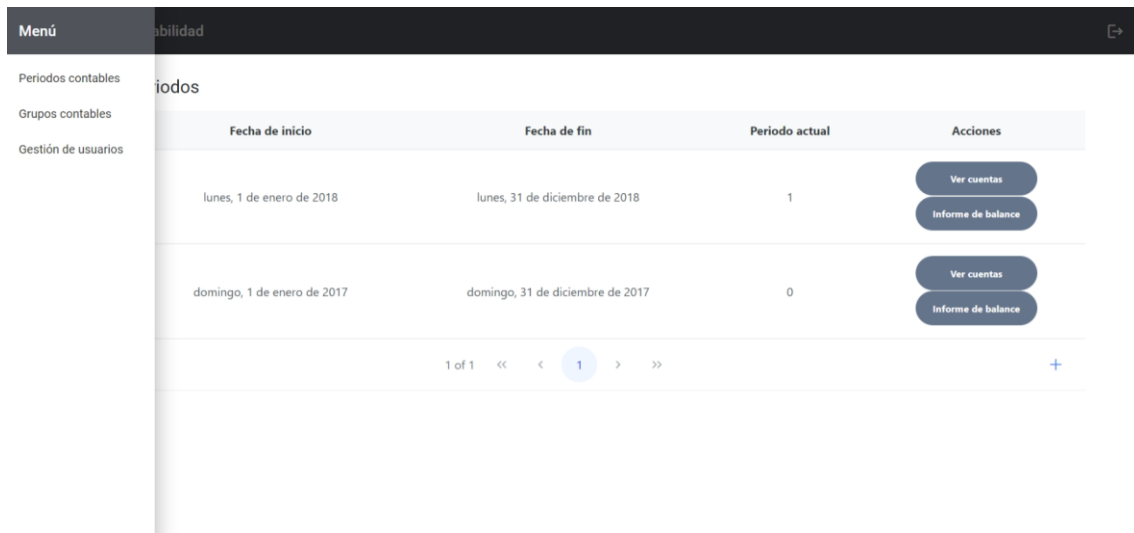 Menú
abilidad
Periodos contables
Grupos contables
Gestión de usuarios
iodos
Fecha de inicio Fecha de fin Periodo actual Acciones
lunes, 1 de enero de 2018 lunes, 31 de diciembre de 2018 1
Ver cuentas
Informe de balance
domingo, 1 de enero de 2017 domingo, 31 de diciembre de 2017 0
Ver cuentas
Informe de balance
1 of 1 << < 1 > >> +